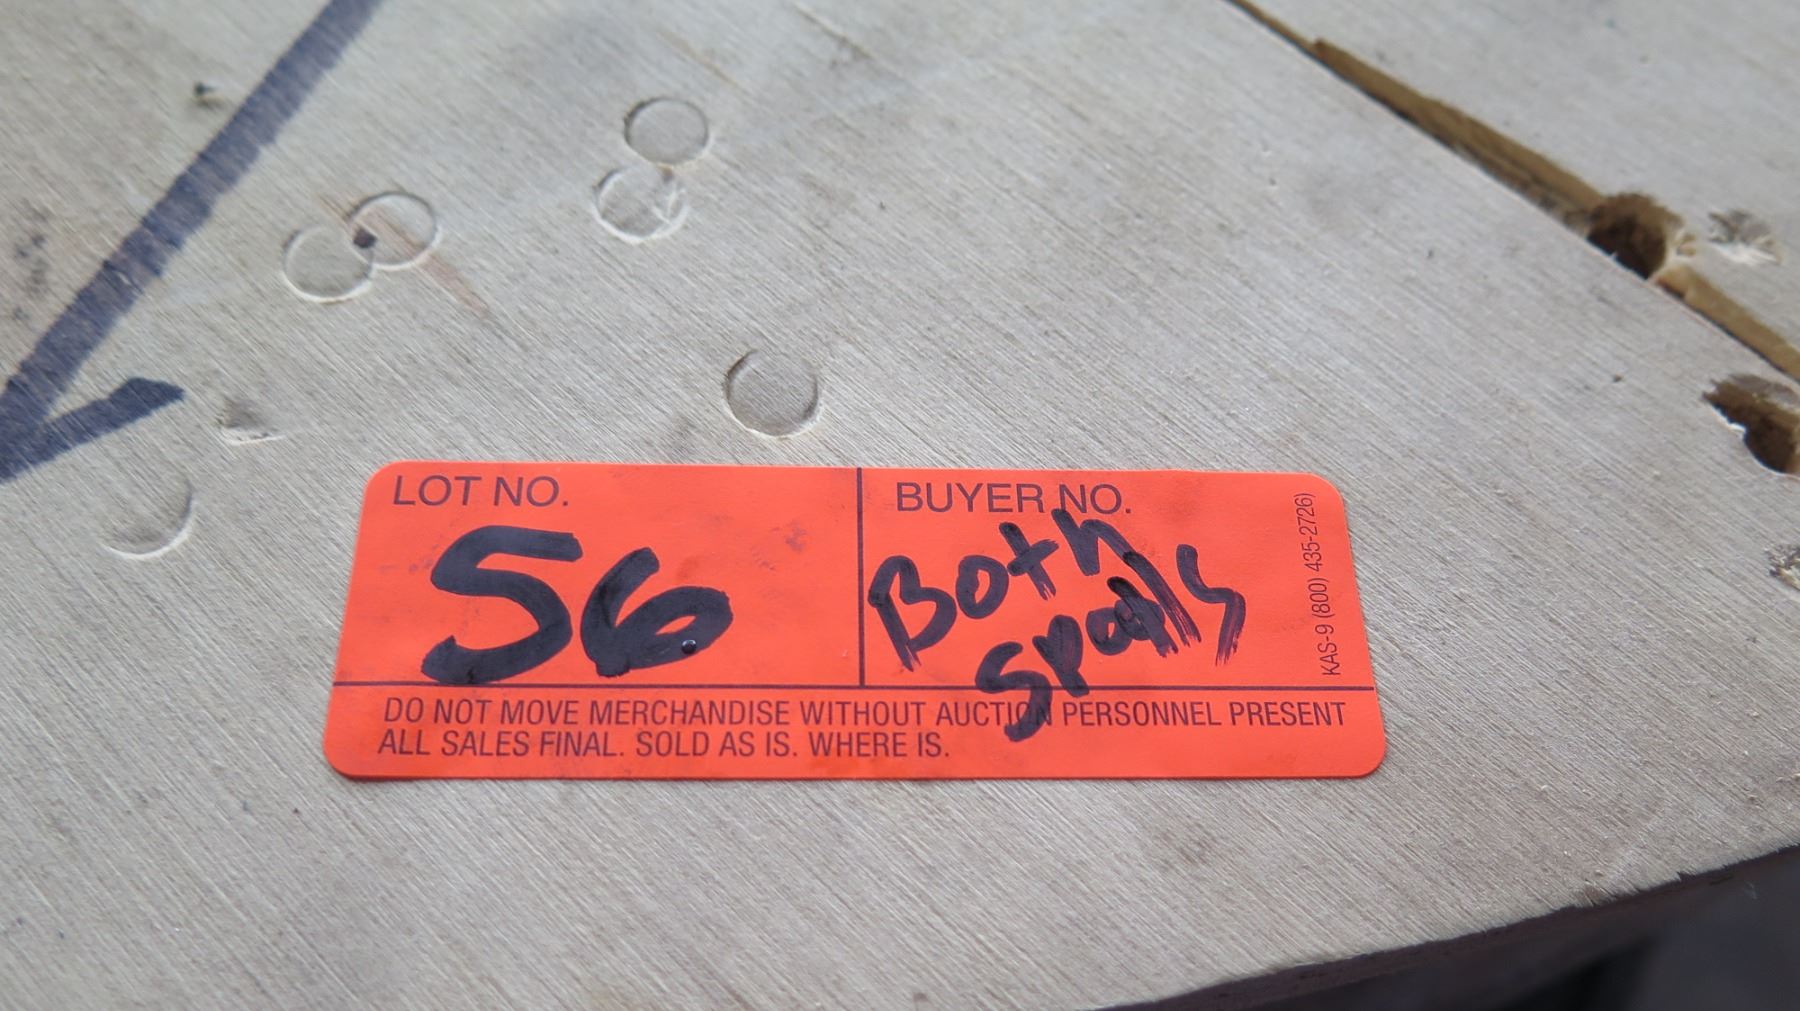 LOT NO.
56
BUYER NO.
Both
spools
KAS-9 (800) 435-2726)
DO NOT MOVE MERCHANDISE WITHOUT AUCTION PERSONNEL PRESENT
ALL SALES FINAL. SOLD AS IS. WHERE IS.